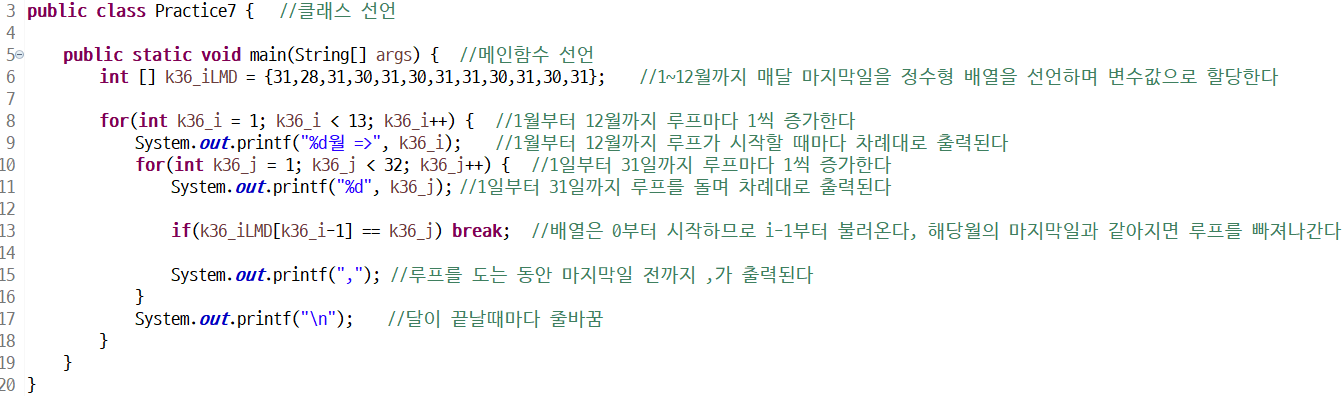 3 public class Practice7 {   //클래스 선언
4
5     public static void main(String[] args) {  //메인함수 선언
6         int [] k36_iLMD = {31,28,31,30,31,30,31,31,30,31,30,31};    //1~12월까지 매달 마지막일을 정수형 배열을 선언하며 변수값으로 할당한다
7
8         for(int k36_i = 1; k36_i < 13; k36_i++) {  //1월부터 12월까지 루프마다 1씩 증가한다
9             System.out.printf("%d월 =>", k36_i);    //1월부터 12월까지 루프가 시작할 때마다 차례대로 출력된다
10             for(int k36_j = 1; k36_j < 32; k36_j++) {  //1일부터 31일까지 루프마다 1씩 증가한다
11                 System.out.printf("%d", k36_j); //1일부터 31일까지 루프를 돌며 차례대로 출력된다
12
13                 if(k36_iLMD[k36_i-1] == k36_j) break;  //배열은 0부터 시작하므로 i-1부터 불러온다, 해당월의 마지막일과 같아지면 루프를 빠져나간다
14
15                 System.out.printf(","); //루프를 도는 동안 마지막일 전까지 ,가 출력된다
16             }
17             System.out.printf("\n");    //달이 끝날때마다 줄바꿈
18         }
19     }
20 }